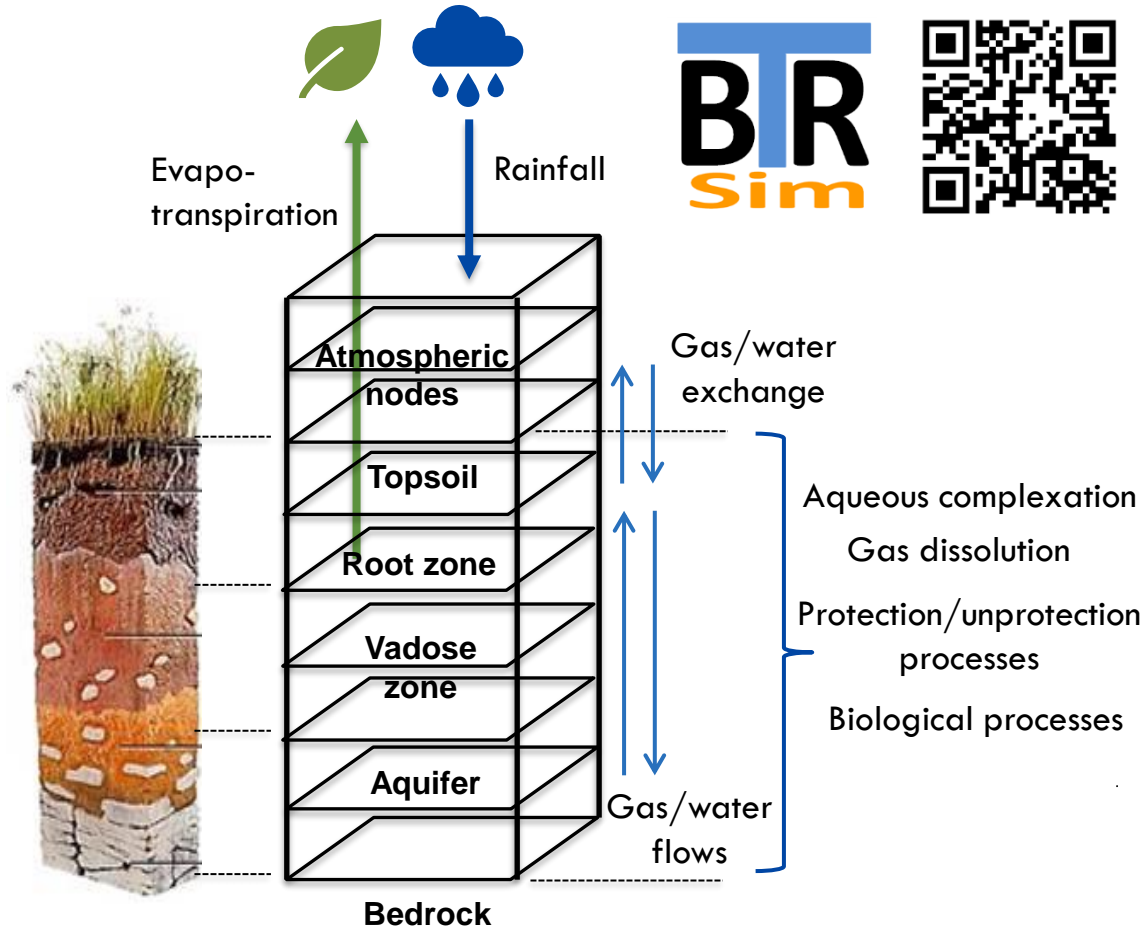 Evapo-
transpiration
Rainfall
BTR
Sim
Atmospheric
nodes
Gas/water
exchange
Topsoil
Aqueous complexation
Gas dissolution
Root zone
Protection/unprotection
processes
Vadose
zone
Biological processes
Aquifer
Gas/water
flows
Bedrock